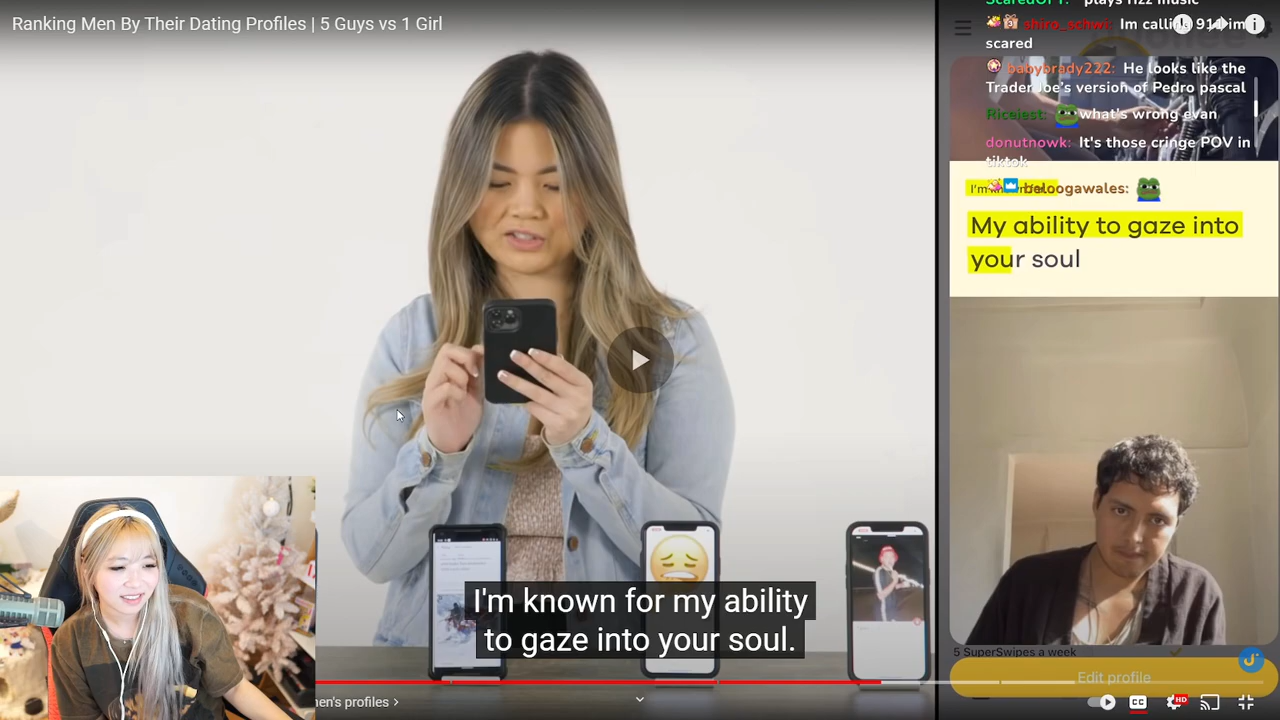 Ranking Men By Their Dating Profiles | 5 Guys vs 1 Girl
plays rizz music
shiro_schwi: Im calling 911 im
scared
babybrady222: He looks like the
Trader Joe's version of Pedro pascal
Riceiest: what's wrong evan
donutnowk: It's those cringe POV in
tiktok
baloogawales:
My ability to gaze into
your soul
I'm known for my ability
to gaze into your soul.
5 SuperSwipes a week
Edit profile
men's profiles
HD